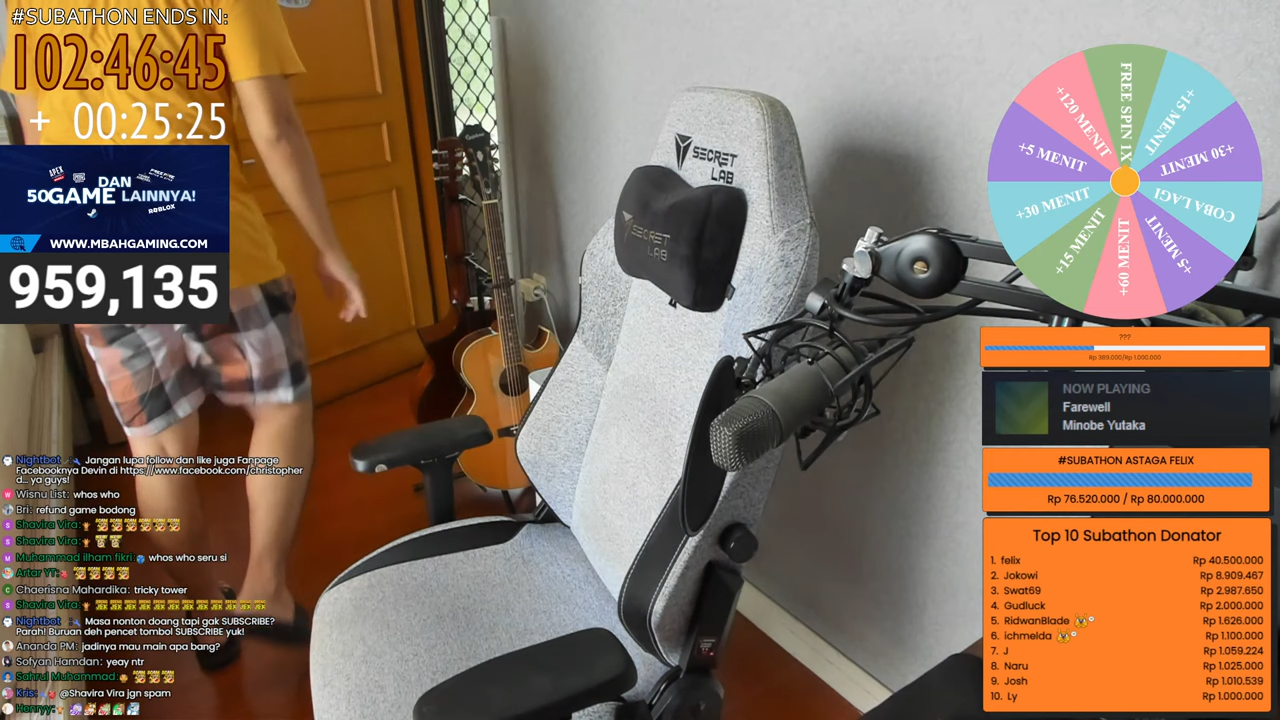 #SUBATHON ENDS IN:
102:46:45
+ 00:25:25
50GAME DAN LAINNYA!
ROBLOX
WWW.MBAHGAMING.COM
959,135
Nightbot Jangan lupa follow dan like juga Fanpage
Facebooknya Devin di https://www.facebook.com/christopher
d... ya guys!
Wisnu List: whos who
Bri: refund game bodong
Shavira Vira:
Shavira Vira:
Muhammad ilham fikri: whos who seru si
Artar YT:
Chaerisna Mahardika: tricky tower
Shavira Vira:
Nightbot Masa nonton doang tapi gak SUBSCRIBE?
Parah! Buruan deh pencet tombol SUBSCRIBE yuk!
Ananda PM: jadinya mau main apa bang?
Sofyan Hamdan: yeay ntr
Sahrul Muhammad:
Kris: @Shavira Vira jgn spam
Henryy:
SECRET
LAB
SECRET
LAB
FREE SPIN 1X
+15 MENIT
+30 MENIT
COBA LAGI
+5 MENIT
+60 MENIT
+15 MENIT
+30 MENIT
+5 MENIT
+120 MENIT
???
Rp 389.000/Rp 1.000.000
NOW PLAYING
Farewell
Minobe Yutaka
#SUBATHON ASTAGA FELIX
Rp 76.520.000 / Rp 80.000.000
Top 10 Subathon Donator
1. felix Rp 40.500.000
2. Jokowi Rp 8.909.467
3. Swat69 Rp 2.987.650
4. Gudluck Rp 2.000.000
5. RidwanBlade Rp 1.626.000
6. ichmelda Rp 1.100.000
7. J Rp 1.059.224
8. Naru Rp 1.025.000
9. Josh Rp 1.010.539
10. Ly Rp 1.000.000